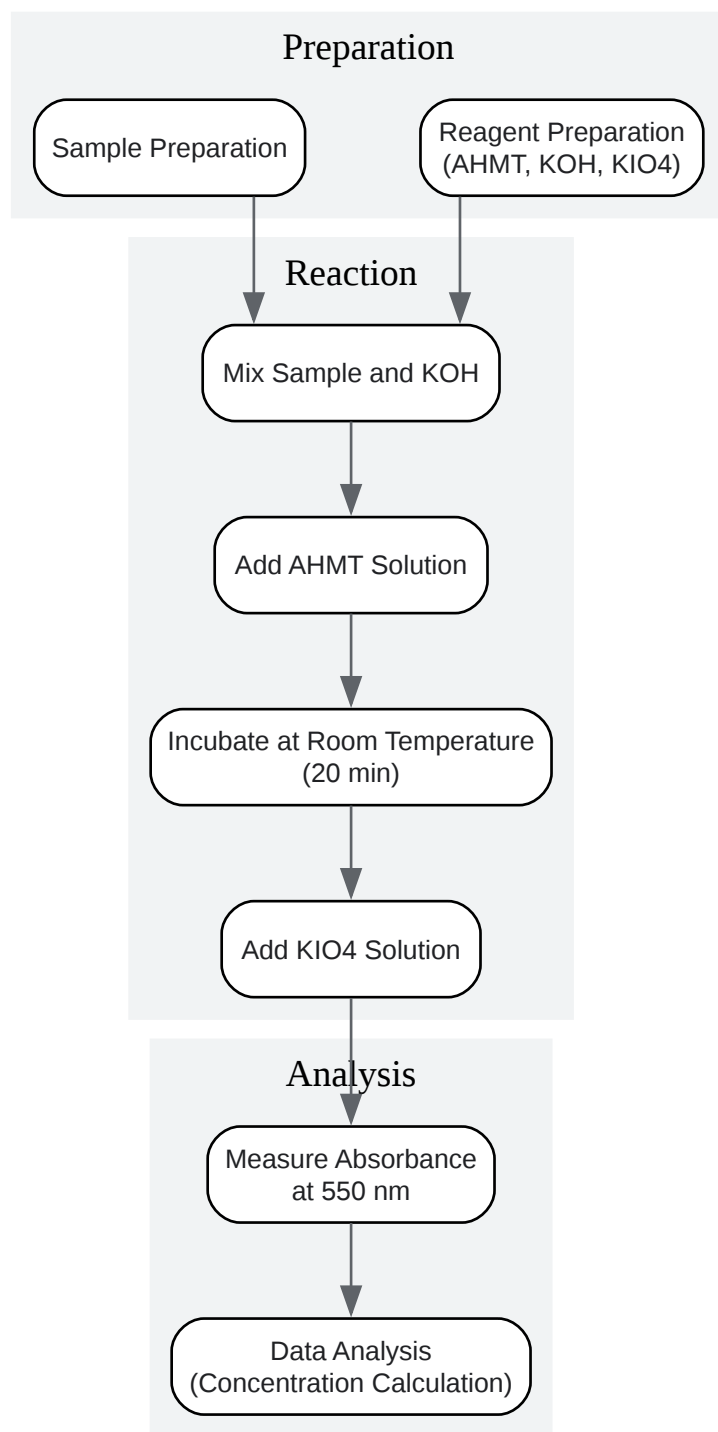 Preparation
Sample Preparation
Reagent Preparation
(AHMT, KOH, KIO4)
Reaction
Mix Sample and KOH
Add AHMT Solution
Incubate at Room Temperature
(20 min)
Add KIO4 Solution
Analysis
Measure Absorbance
at 550 nm
Data Analysis
(Concentration Calculation)